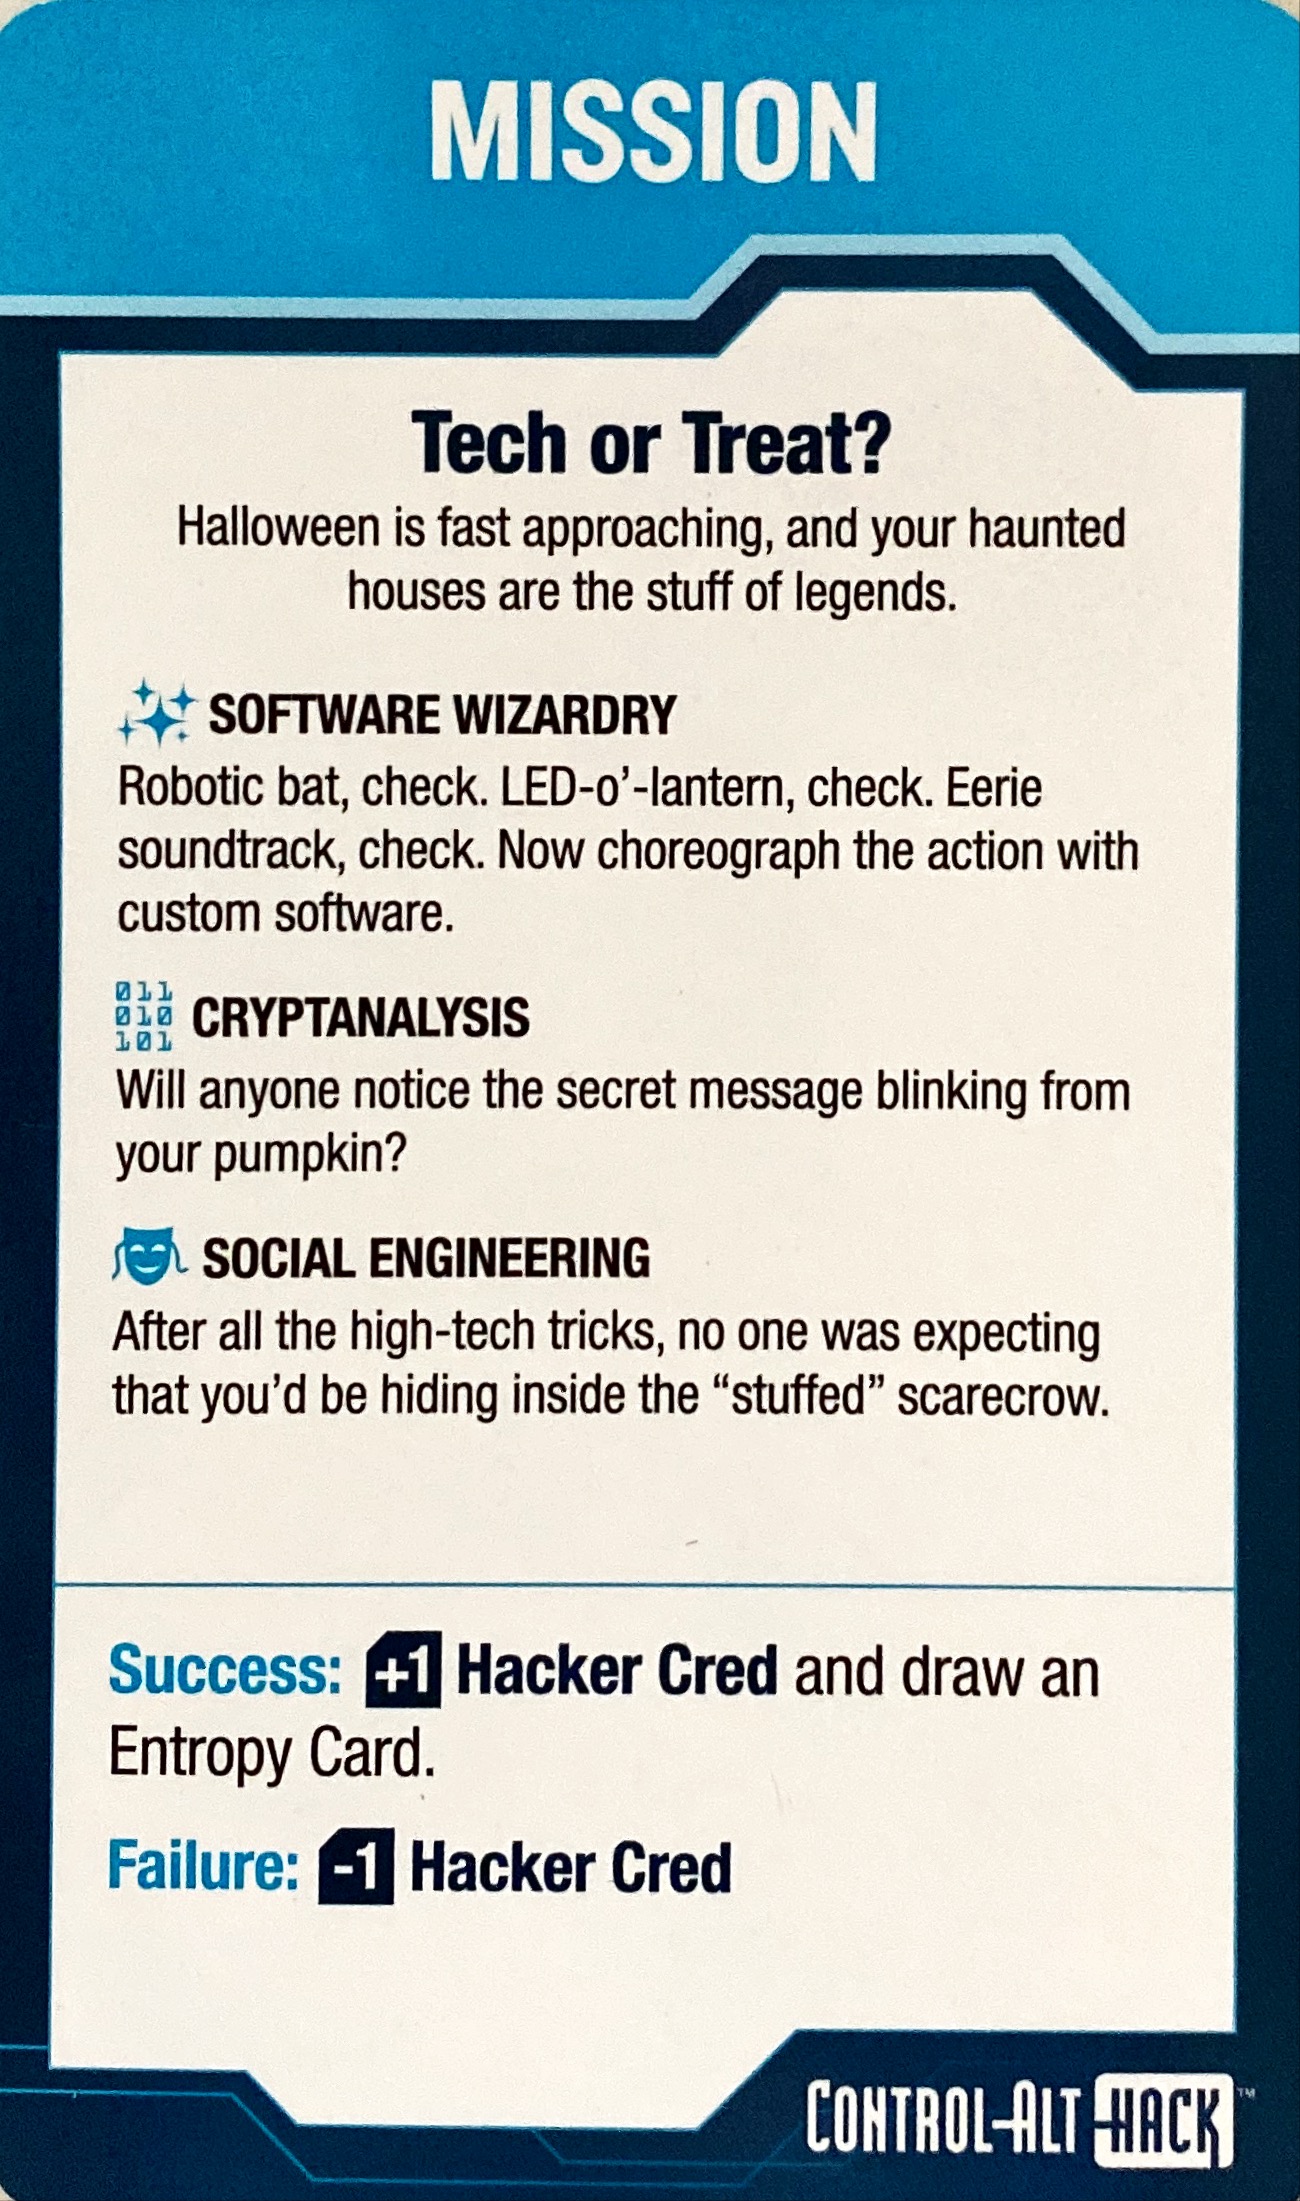 MISSION
Tech or Treat?
Halloween is fast approaching, and your haunted
houses are the stuff of legends.
SOFTWARE WIZARDRY
Robotic bat, check. LED-o’-lantern, check. Eerie
soundtrack, check. Now choreograph the action with
custom software.
011
010
101
CRYPTANALYSIS
Will anyone notice the secret message blinking from
your pumpkin?
SOCIAL ENGINEERING
After all the high-tech tricks, no one was expecting
that you’d be hiding inside the “stuffed” scarecrow.
Success: +1 Hacker Cred and draw an
Entropy Card.
Failure: -1 Hacker Cred
CONTROL-ALT-HACK™